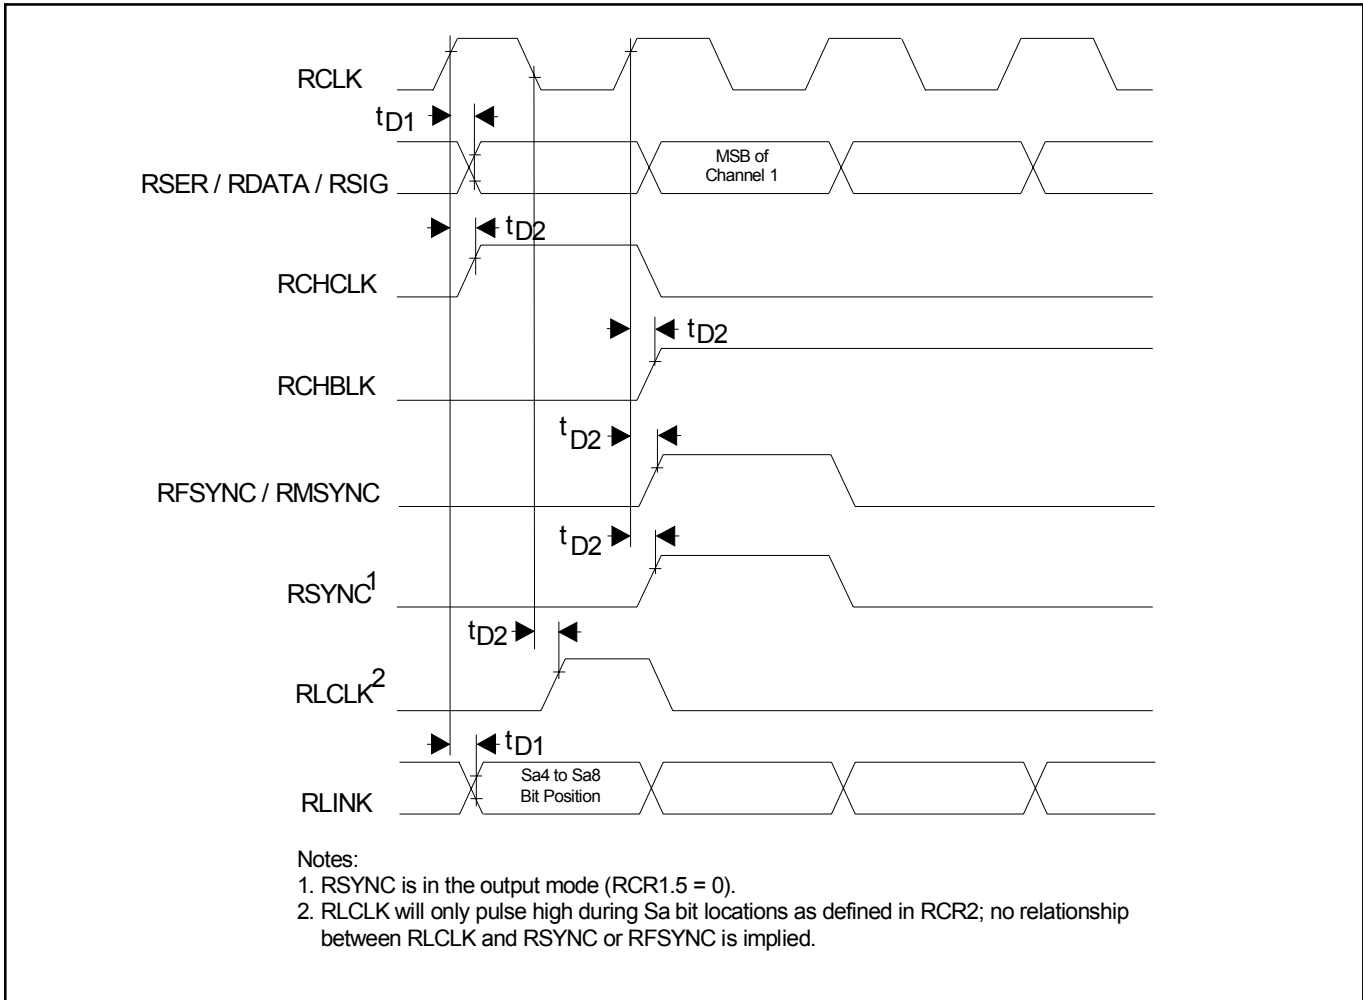 RCLK
tD1
RSER / RDATA / RSIG
MSB of
Channel 1
tD2
RCHCLK
tD2
RCHBLK
tD2
RFSYNC / RMSYNC
tD2
RSYNC1
tD2
RLCLK2
tD1
RLINK
Sa4 to Sa8
Bit Position
Notes:
1. RSYNC is in the output mode (RCR1.5 = 0).
2. RLCLK will only pulse high during Sa bit locations as defined in RCR2; no relationship
between RLCLK and RSYNC or RFSYNC is implied.